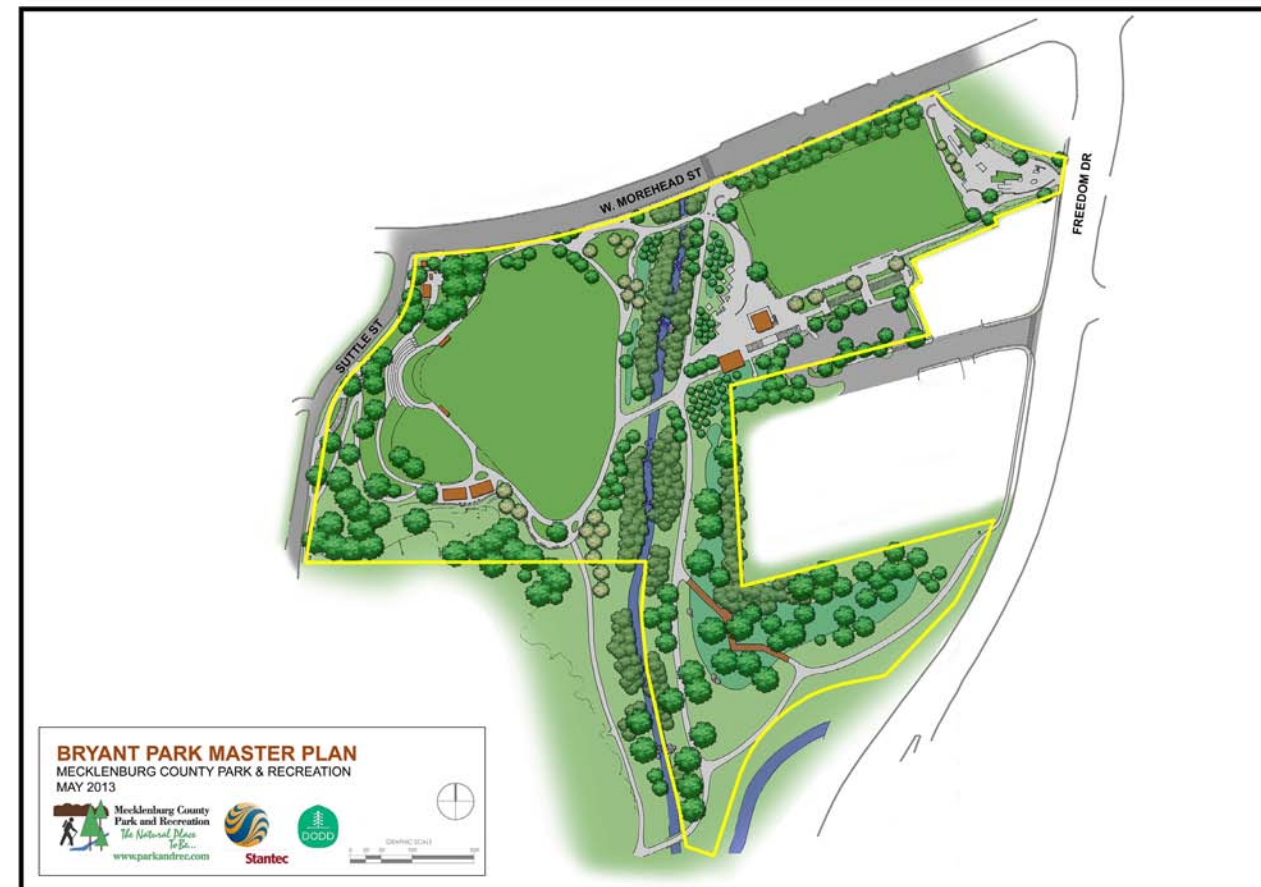 W. MOREHEAD ST
FREEDOM DR
SUTTLE ST
BRYANT PARK MASTER PLAN
MECKLENBURG COUNTY PARK & RECREATION
MAY 2013
Mecklenburg County
Park and Recreation
The Natural Place
To Be...
www.parkandrec.com
Stantec
DODD
GRAPHIC SCALE